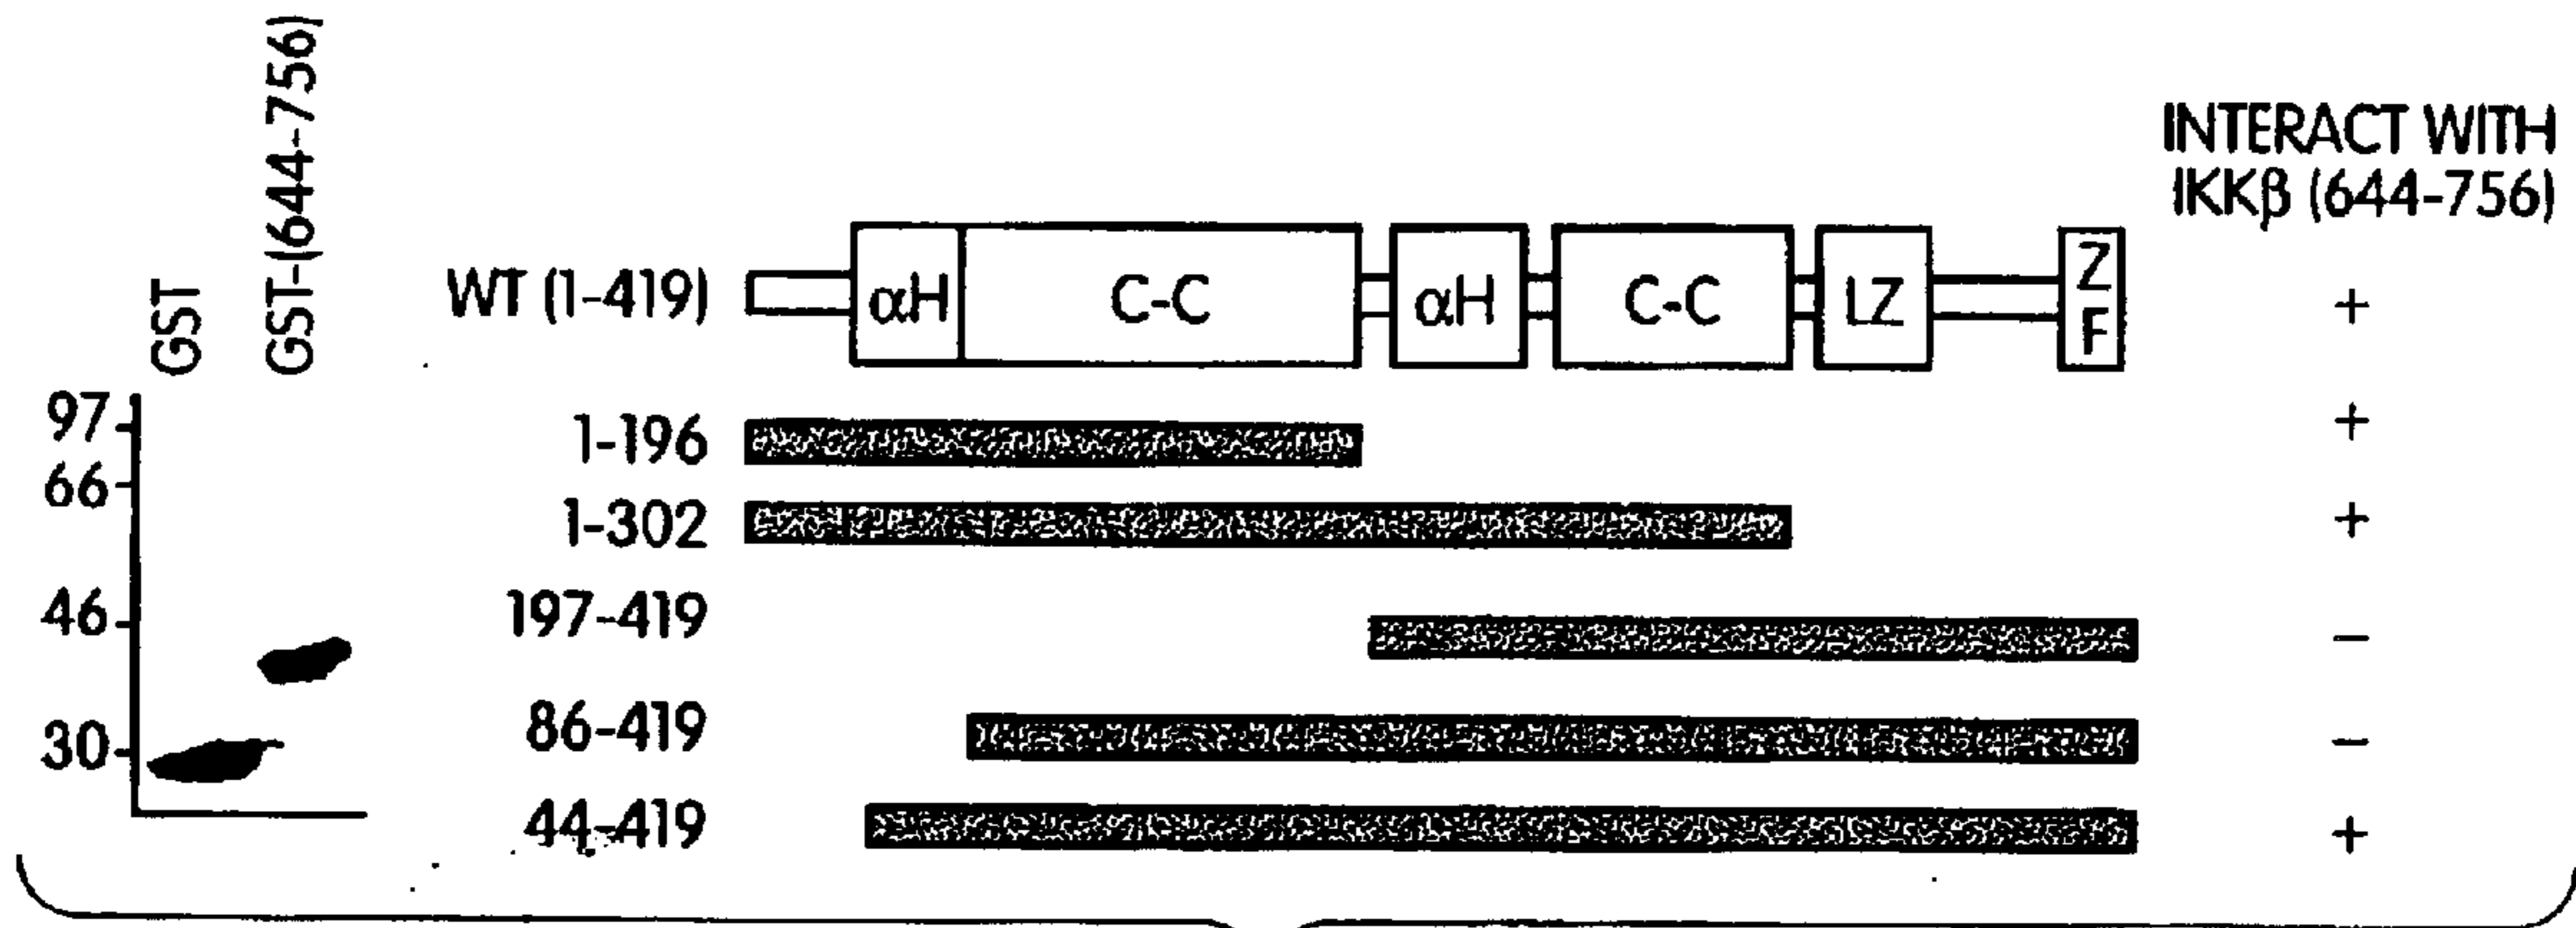 GST
GST-(644-756)
97
66
46
30
INTERACT WITH
IKKβ (644-756)
WT (1-419)
αH
C-C
αH
C-C
LZ
Z
F
+
1-196
+
1-302
+
197-419
−
86-419
−
44-419
+